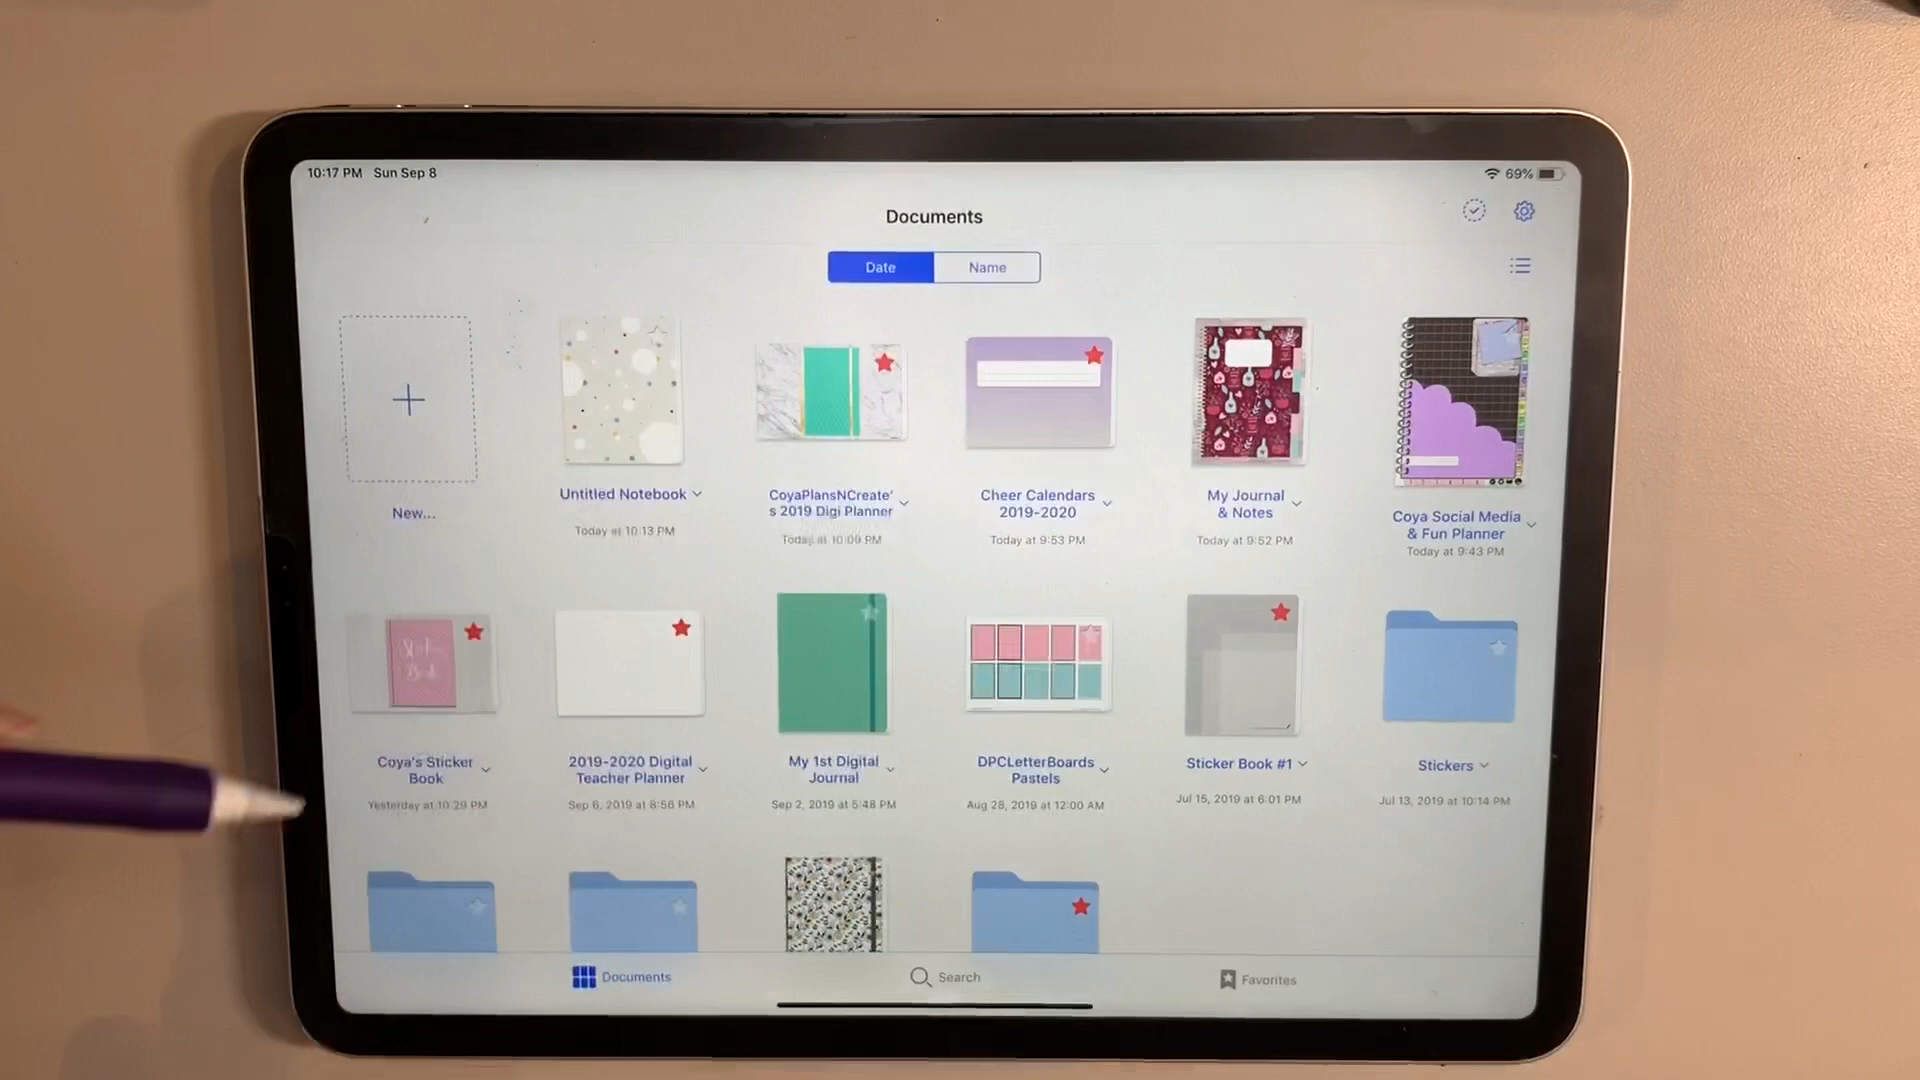 10:17 PM Sun Sep 8
69%
Documents
Date
Name
New...
Untitled Notebook
Today at 10:13 PM
CoyaPlansNCreate'
s 2019 Digi Planner
Today at 10:00 PM
Cheer Calendars
2019-2020
Today at 9:53 PM
My Journal
& Notes
Today at 9:52 PM
Coya Social Media
& Fun Planner
Today at 9:43 PM
Sticker
Book
Coya's Sticker
Book
Yesterday at 10:29 PM
2019-2020 Digital
Teacher Planner
Sep 6, 2019 at 8:56 PM
My 1st Digital
Journal
Sep 2, 2019 at 5:48 PM
DPCLetterBoards
Pastels
Aug 28, 2019 at 12:00 AM
Sticker Book #1
Jul 15, 2019 at 6:01 PM
Stickers
Jul 13, 2019 at 10:14 PM
Documents
Search
Favorites